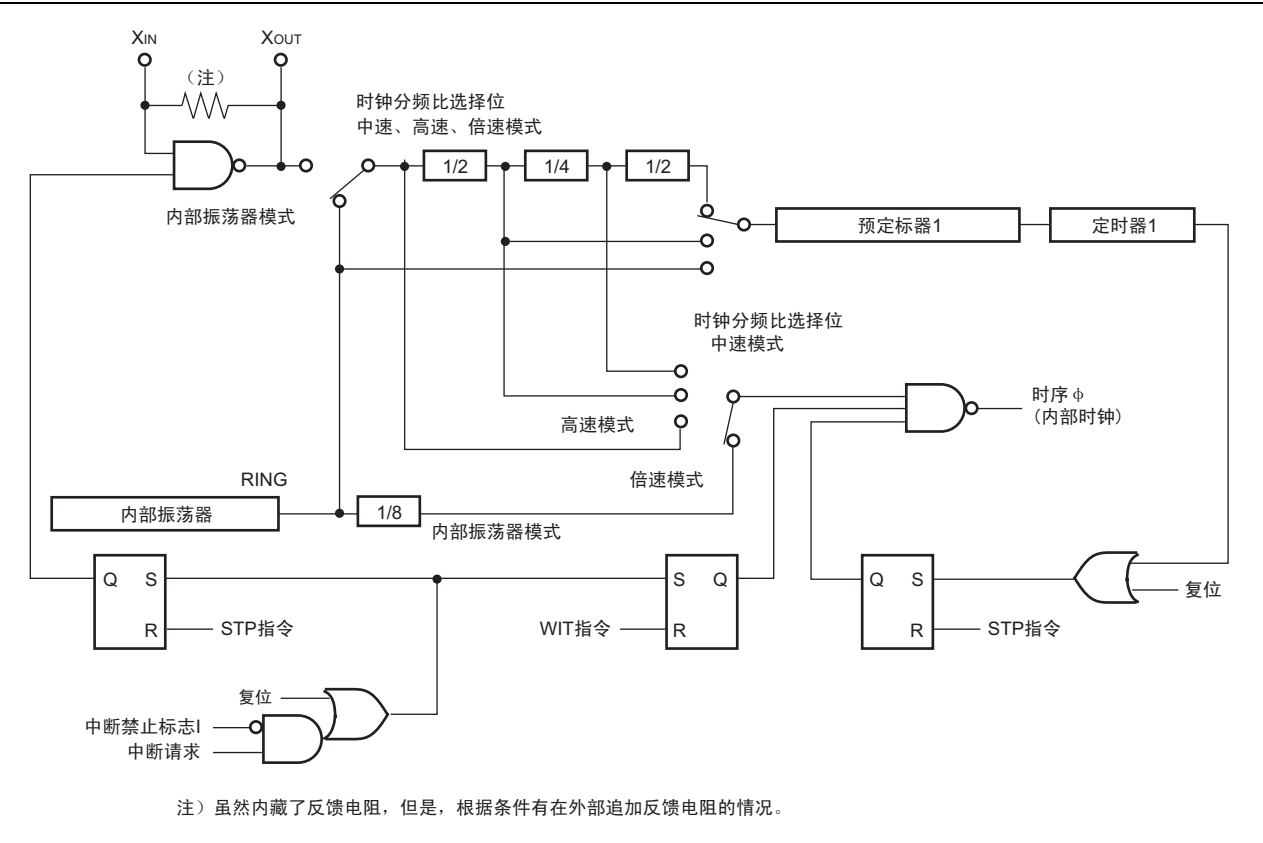 XIN
XOUT
（注）
时钟分频比选择位
中速、高速、倍速模式
1/2
1/4
1/2
内部振荡器模式
预定标器1
定时器1
时钟分频比选择位
中速模式
高速模式
时序 φ
(内部时钟)
倍速模式
RING
内部振荡器
1/8
内部振荡器模式
Q
S
R
STP指令
S
Q
WIT指令
R
Q
S
R
STP指令
复位
复位
中断禁止标志I
中断请求
注）虽然内藏了反馈电阻，但是，根据条件有在外部追加反馈电阻的情况。